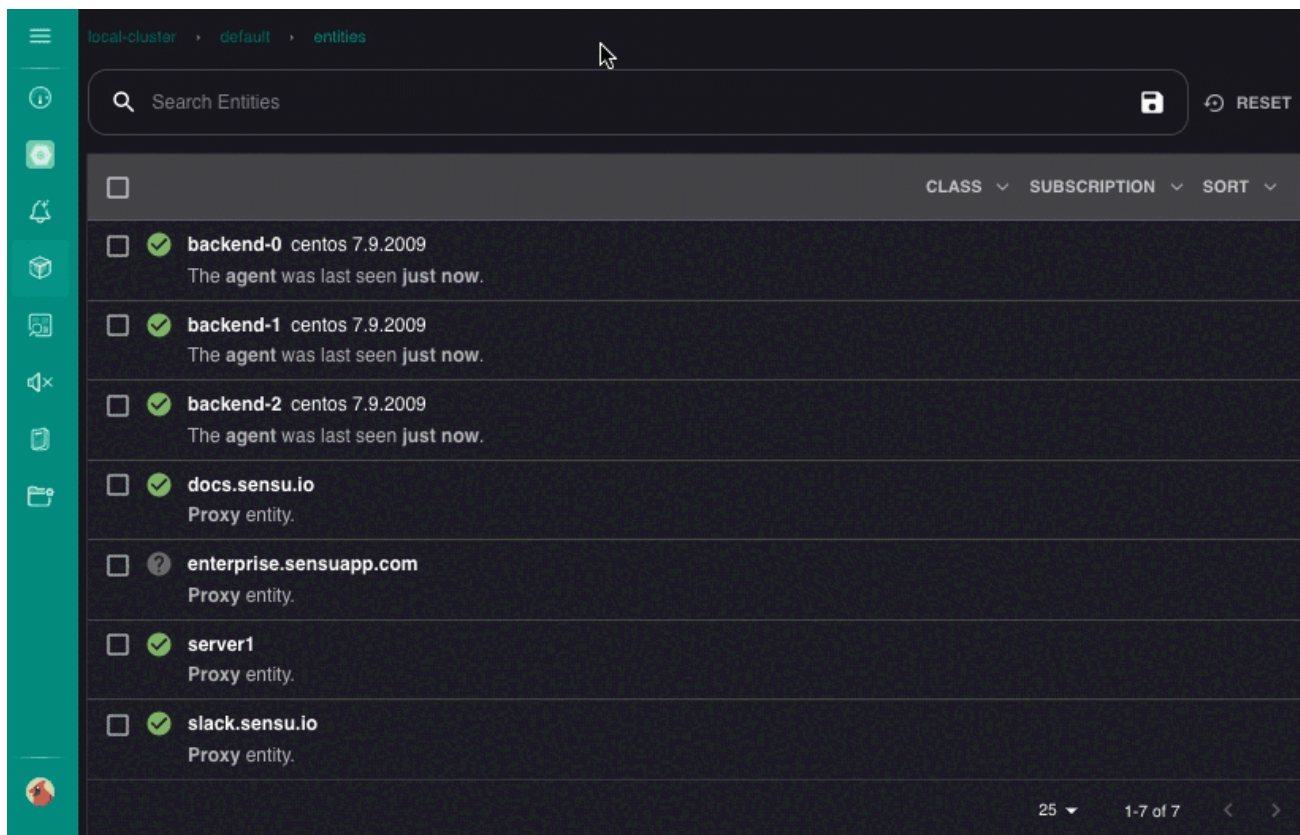 local-cluster › default › entities
Search Entities
RESET
CLASS SUBSCRIPTION SORT
backend-0 centos 7.9.2009
The agent was last seen just now.
backend-1 centos 7.9.2009
The agent was last seen just now.
backend-2 centos 7.9.2009
The agent was last seen just now.
docs.sensu.io
Proxy entity.
enterprise.sensuapp.com
Proxy entity.
server1
Proxy entity.
slack.sensu.io
Proxy entity.
25 1-7 of 7